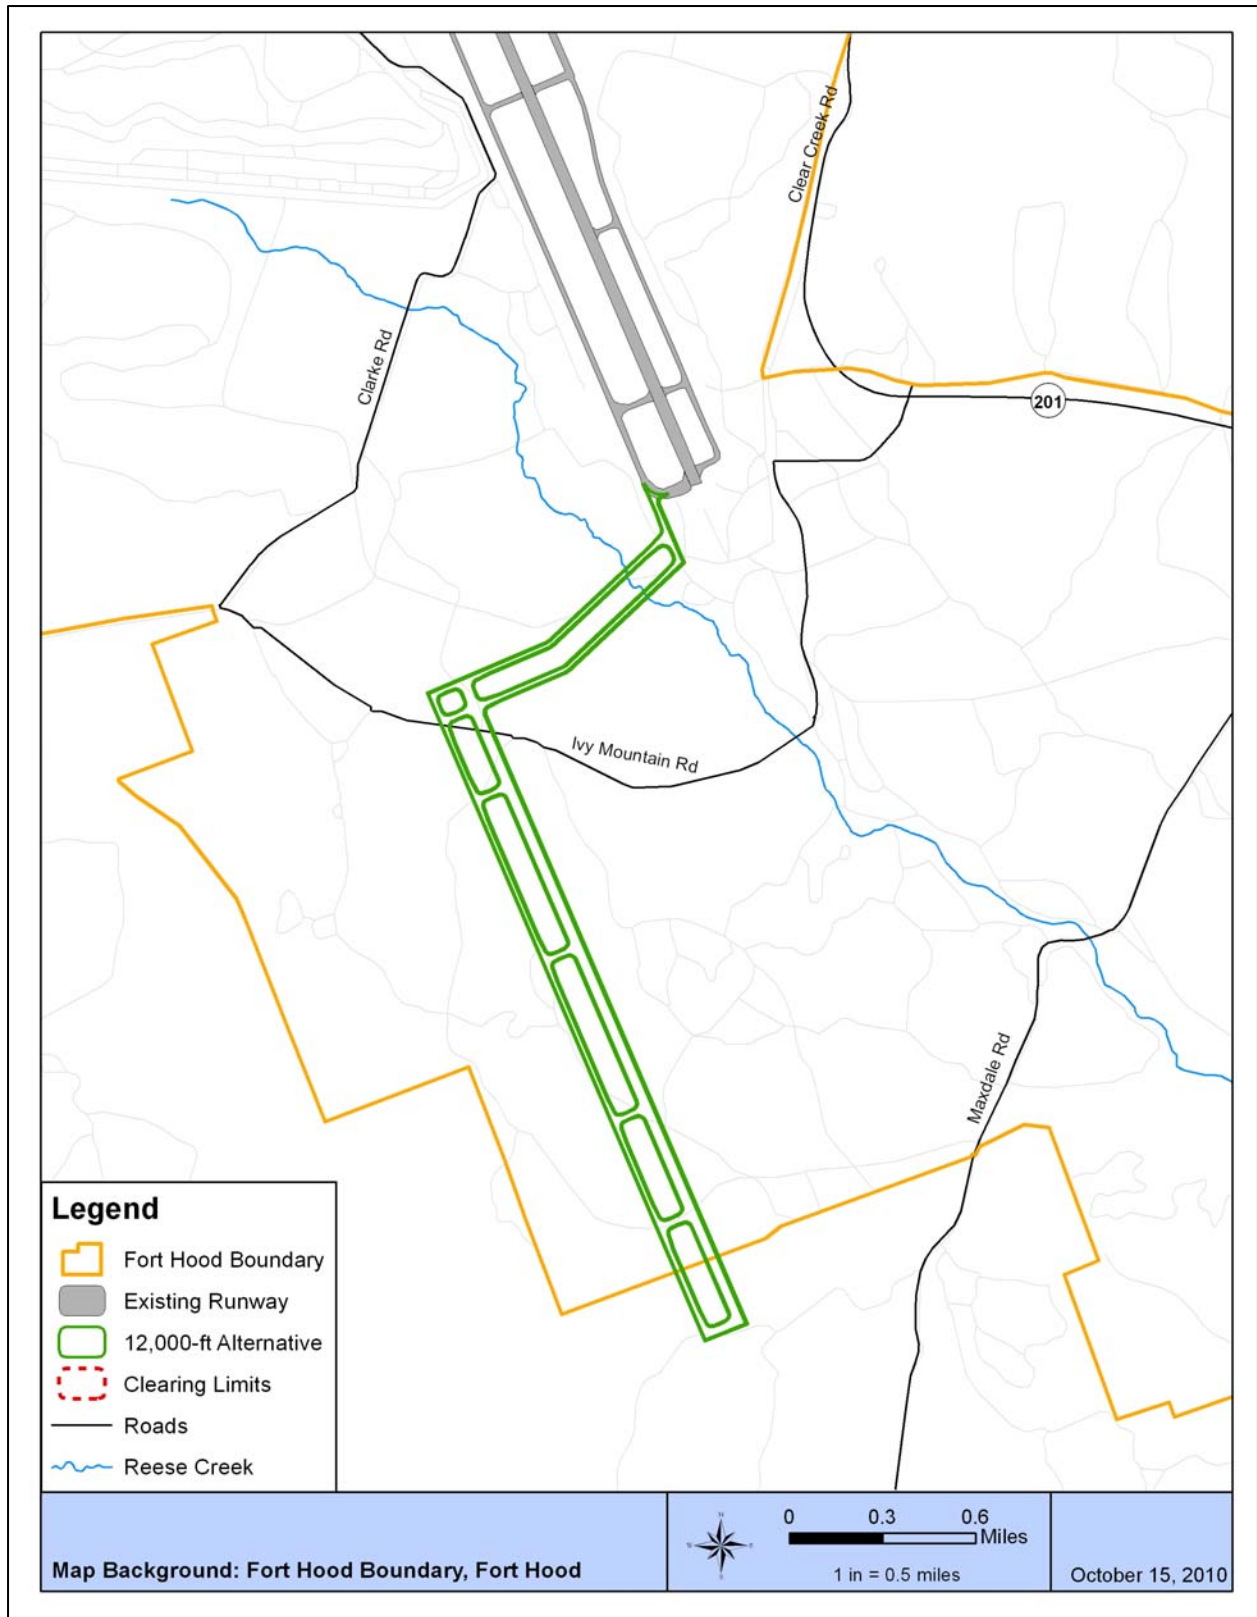 Clear Creek Rd
Clarke Rd
201
Ivy Mountain Rd
Maxdale Rd
Legend
Fort Hood Boundary
Existing Runway
12,000-ft Alternative
Clearing Limits
Roads
Reese Creek
Map Background: Fort Hood Boundary, Fort Hood
N
W E
S
0 0.3 0.6
Miles
1 in = 0.5 miles
October 15, 2010